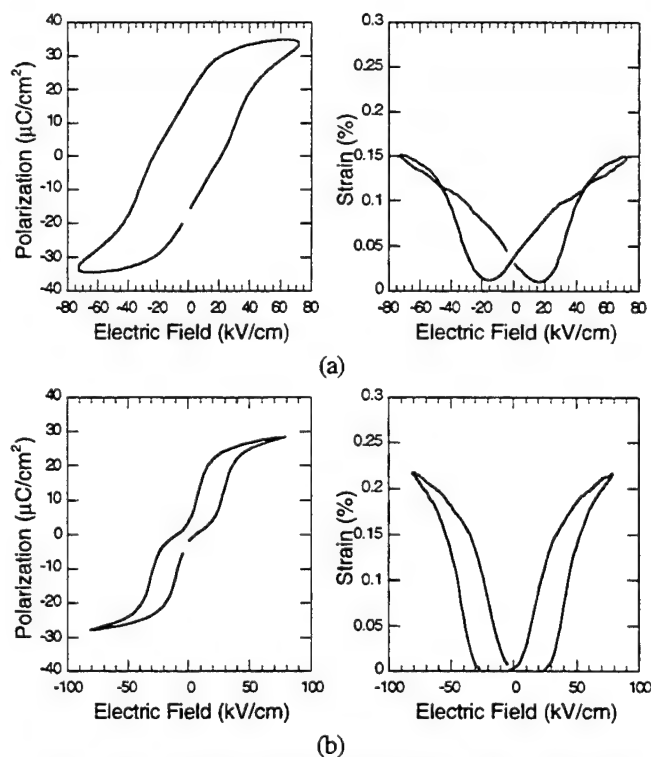 40
30
20
10
0
-10
-20
-30
-40
Polarization (μC/cm²)
-80 -60 -40 -20 0 20 40 60 80
Electric Field (kV/cm)
0.3
0.25
0.2
0.15
0.1
0.05
0
Strain (%)
-80 -60 -40 -20 0 20 40 60 80
Electric Field (kV/cm)
(a)
40
30
20
10
0
-10
-20
-30
-40
Polarization (μC/cm²)
-100 -50 0 50 100
Electric Field (kV/cm)
0.3
0.25
0.2
0.15
0.1
0.05
0
Strain (%)
-100 -50 0 50 100
Electric Field (kV/cm)
(b)